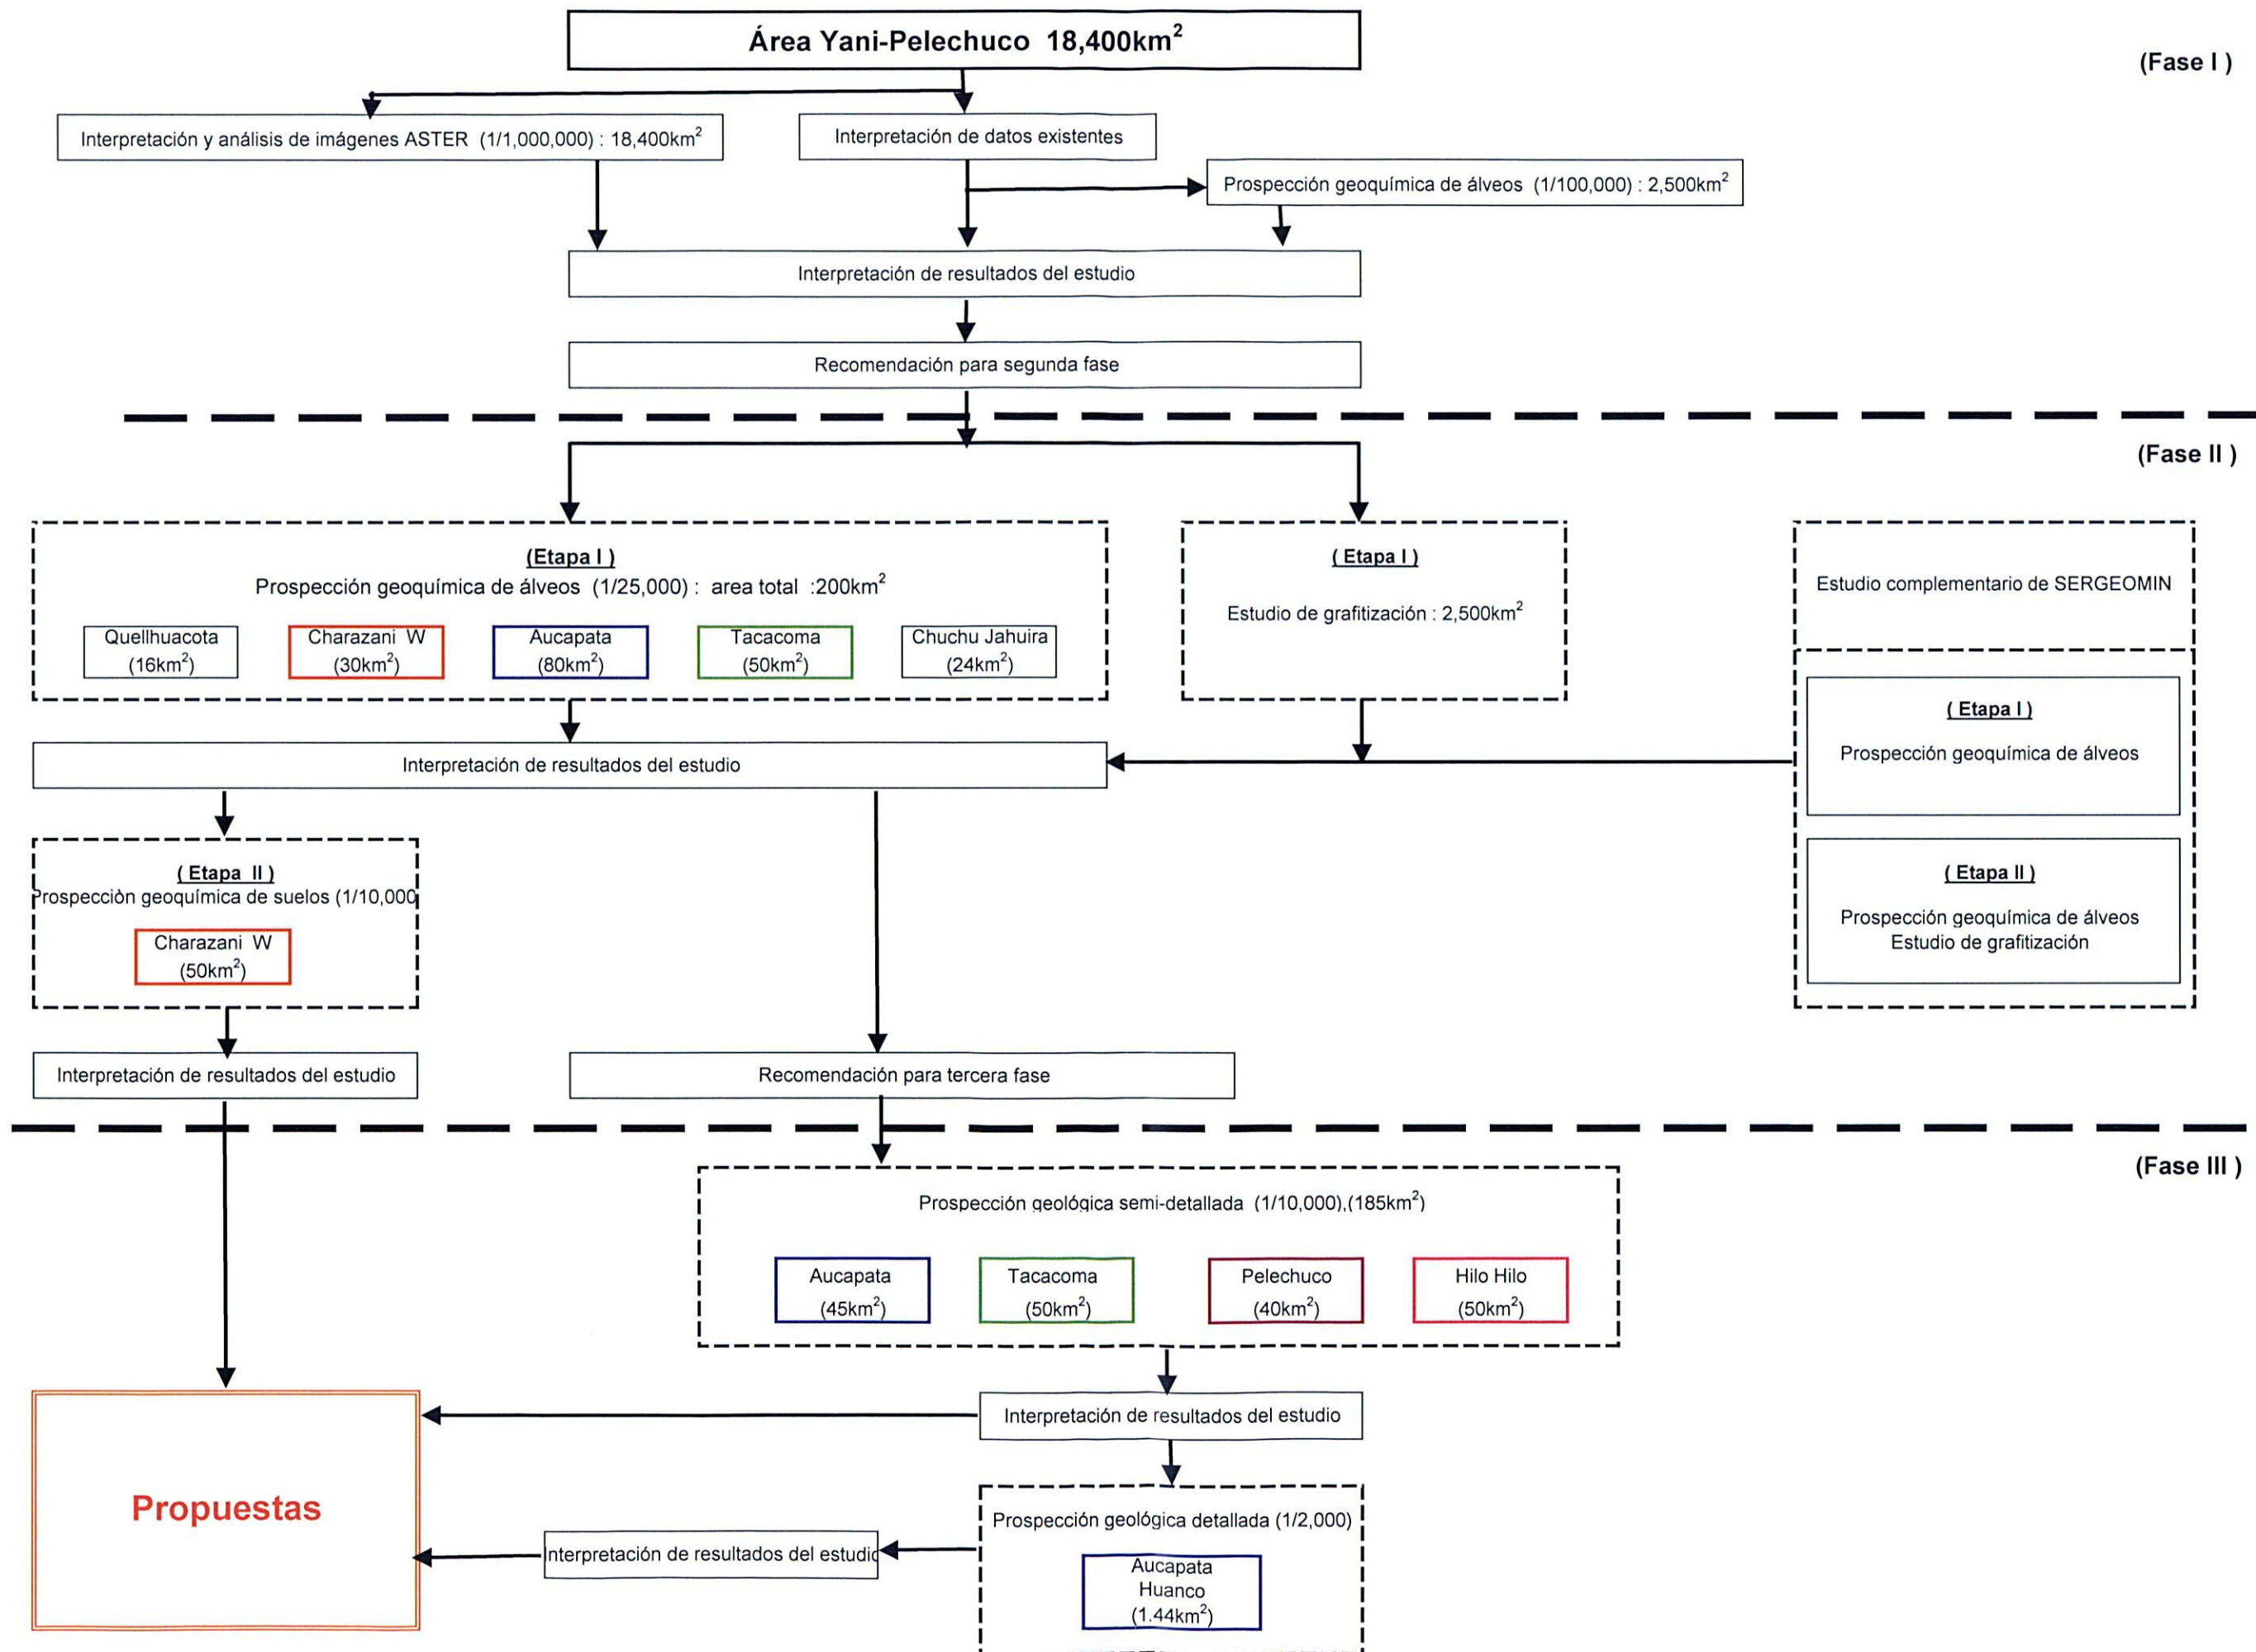 Área Yani-Pelechuco 18,400km²
(Fase I )
Interpretación y análisis de imágenes ASTER (1/1,000,000) : 18,400km²
Interpretación de datos existentes
Prospección geoquímica de álveos (1/100,000) : 2,500km²
Interpretación de resultados del estudio
Recomendación para segunda fase
(Fase II )
(Etapa I )
Prospección geoquímica de álveos (1/25,000) : area total :200km²
Quellhuacota
(16km²)
Charazani W
(30km²)
Aucapata
(80km²)
Tacacoma
(50km²)
Chuchu Jahuira
(24km²)
( Etapa I )
Estudio de grafitización : 2,500km²
Estudio complementario de SERGEOMIN
( Etapa I )
Prospección geoquímica de álveos
( Etapa II )
Prospección geoquímica de álveos
Estudio de grafitización
Interpretación de resultados del estudio
( Etapa II )
Prospecciòn geoquímica de suelos (1/10,000
Charazani W
(50km²)
Interpretación de resultados del estudio
Recomendación para tercera fase
(Fase III )
Prospección geológica semi-detallada (1/10,000),(185km²)
Aucapata
(45km²)
Tacacoma
(50km²)
Pelechuco
(40km²)
Hilo Hilo
(50km²)
Interpretación de resultados del estudio
Prospección geológica detallada (1/2,000)
Aucapata
Huanco
(1.44km²)
Interpretación de resultados del estudio
Propuestas